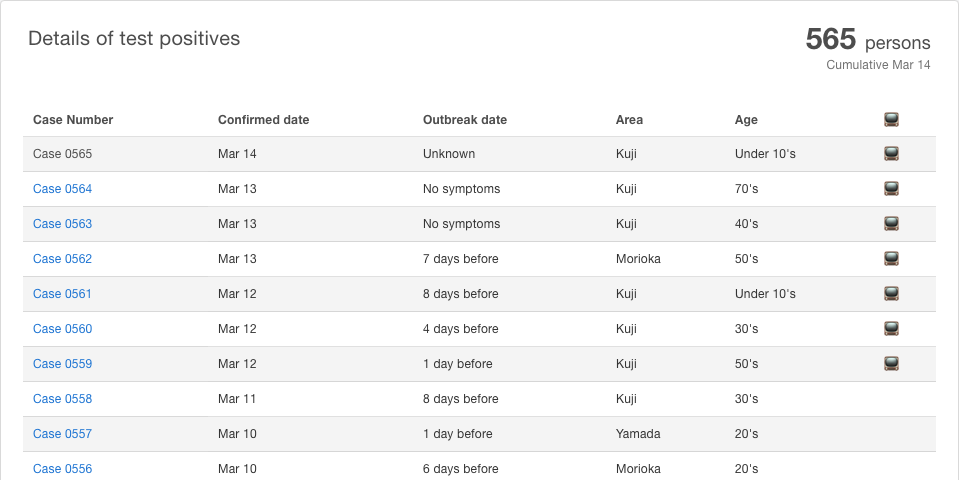 Details of test positives
565 persons
Cumulative Mar 14
Case Number Confirmed date Outbreak date Area Age
Case 0565 Mar 14 Unknown Kuji Under 10's
Case 0564 Mar 13 No symptoms Kuji 70's
Case 0563 Mar 13 No symptoms Kuji 40's
Case 0562 Mar 13 7 days before Morioka 50's
Case 0561 Mar 12 8 days before Kuji Under 10's
Case 0560 Mar 12 4 days before Kuji 30's
Case 0559 Mar 12 1 day before Kuji 50's
Case 0558 Mar 11 8 days before Kuji 30's
Case 0557 Mar 10 1 day before Yamada 20's
Case 0556 Mar 10 6 days before Morioka 20's